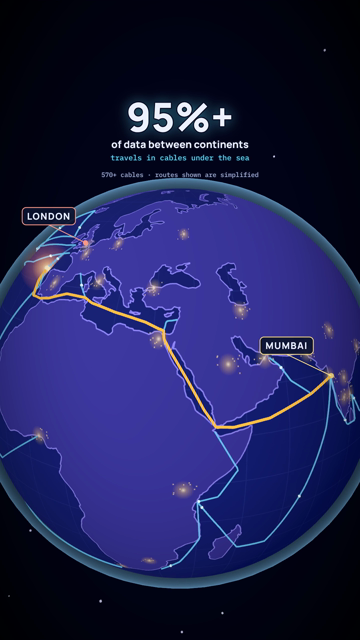 95%+
of data between continents
travels in cables under the sea
570+ cables · routes shown are simplified
LONDON
MUMBAI